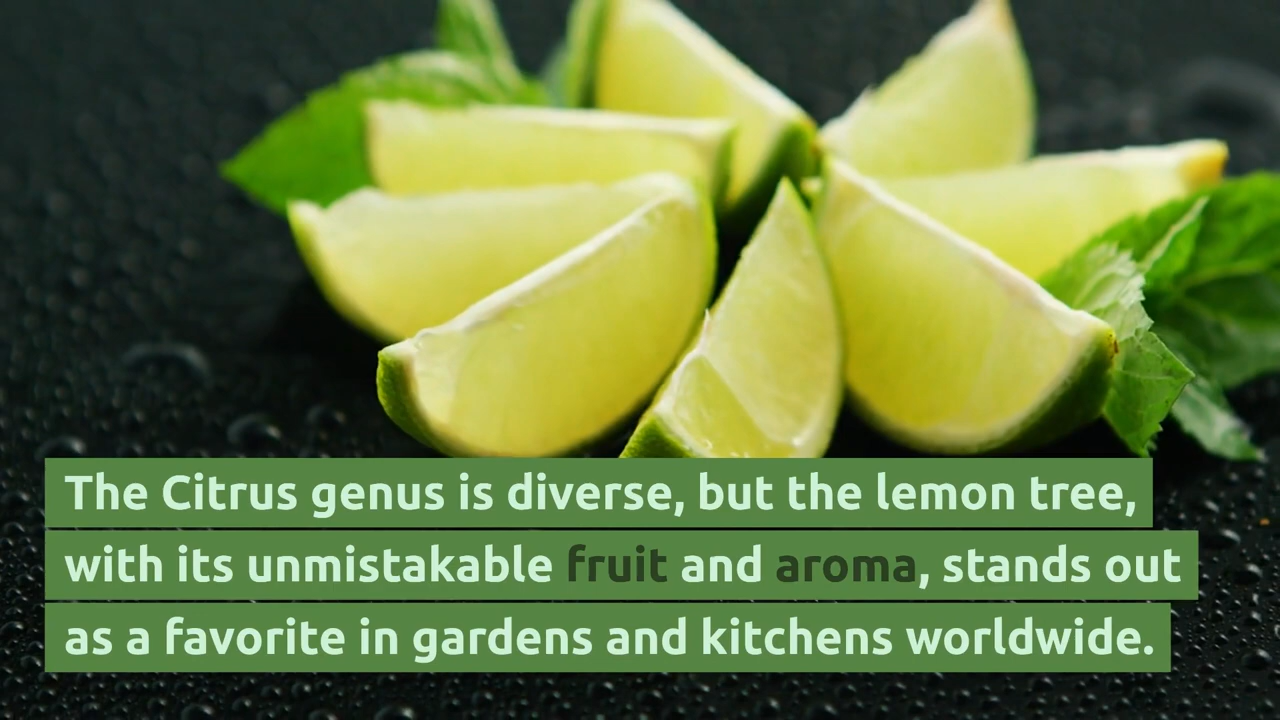 The Citrus genus is diverse, but the lemon tree,
with its unmistakable fruit and aroma, stands out
as a favorite in gardens and kitchens worldwide.